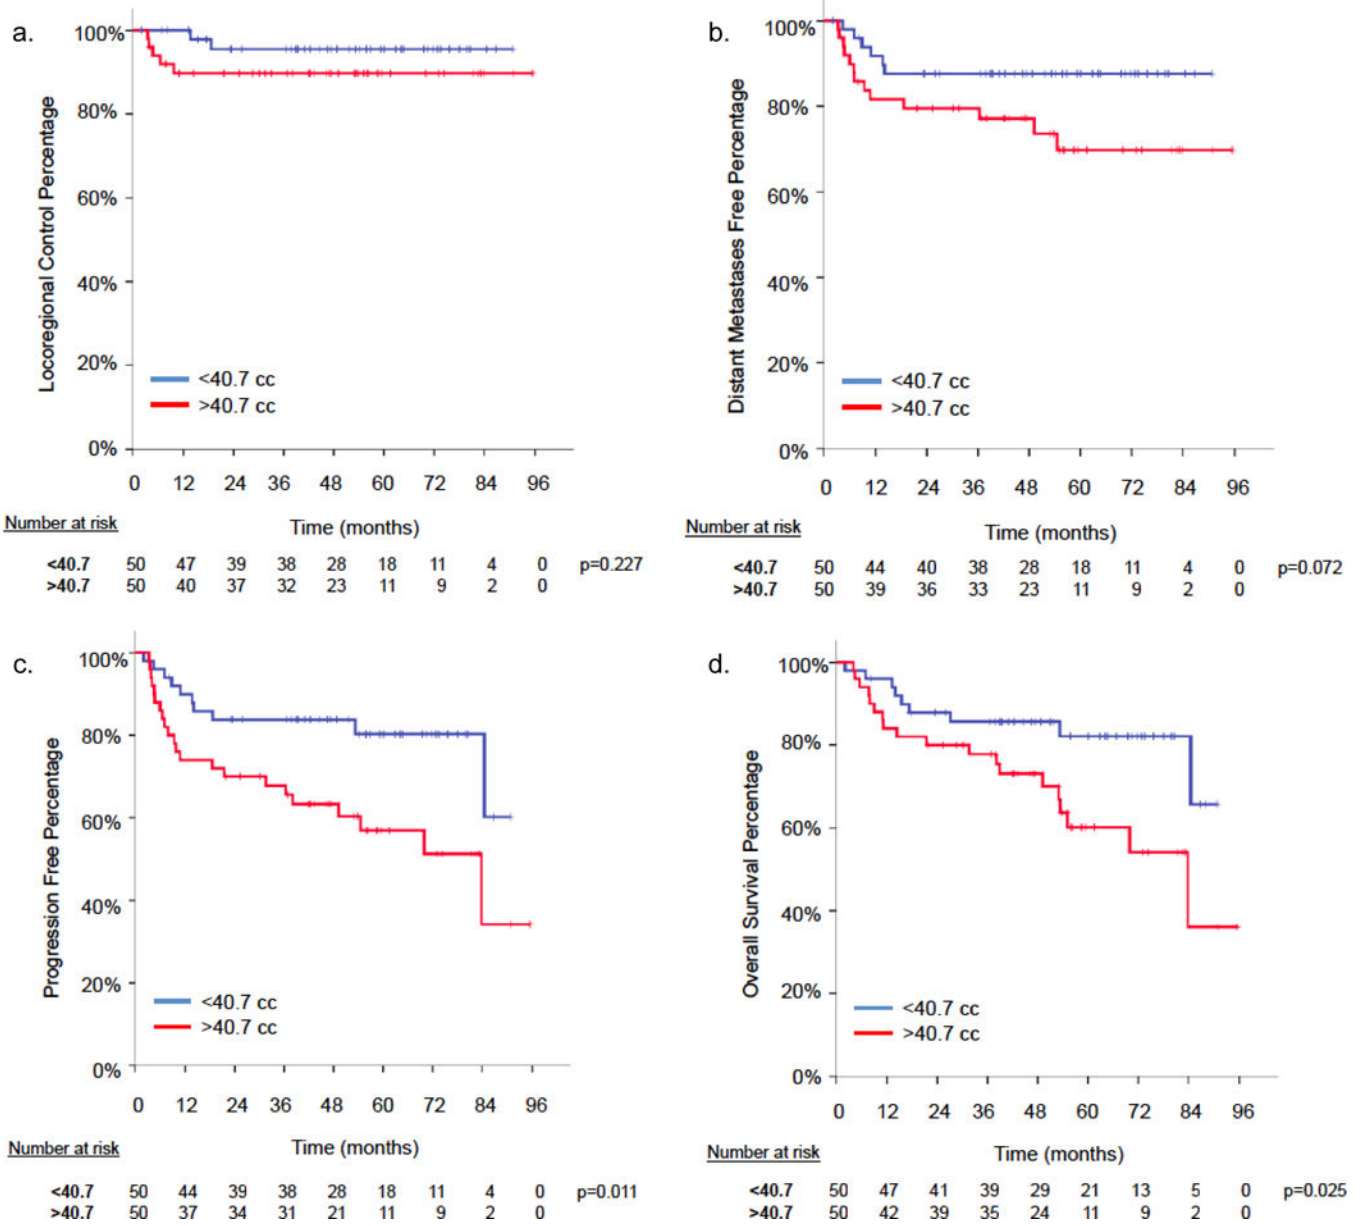 a.
Locoregional Control Percentage
100%
80%
60%
40%
20%
0%
<40.7 cc
>40.7 cc
0 12 24 36 48 60 72 84 96
Number at risk
Time (months)
<40.7 50 47 39 38 28 18 11 4 0 p=0.227
>40.7 50 40 37 32 23 11 9 2 0
b.
Distant Metastases Free Percentage
100%
80%
60%
40%
20%
0%
<40.7 cc
>40.7 cc
0 12 24 36 48 60 72 84 96
Number at risk
Time (months)
<40.7 50 44 40 38 28 18 11 4 0 p=0.072
>40.7 50 39 36 33 23 11 9 2 0
c.
Progression Free Percentage
100%
80%
60%
40%
20%
0%
<40.7 cc
>40.7 cc
0 12 24 36 48 60 72 84 96
Number at risk
Time (months)
<40.7 50 44 39 38 28 18 11 4 0 p=0.011
>40.7 50 37 34 31 21 11 9 2 0
d.
Overall Survival Percentage
100%
80%
60%
40%
20%
0%
<40.7 cc
>40.7 cc
0 12 24 36 48 60 72 84 96
Number at risk
Time (months)
<40.7 50 47 41 39 29 21 13 5 0 p=0.025
>40.7 50 42 39 35 24 11 9 2 0